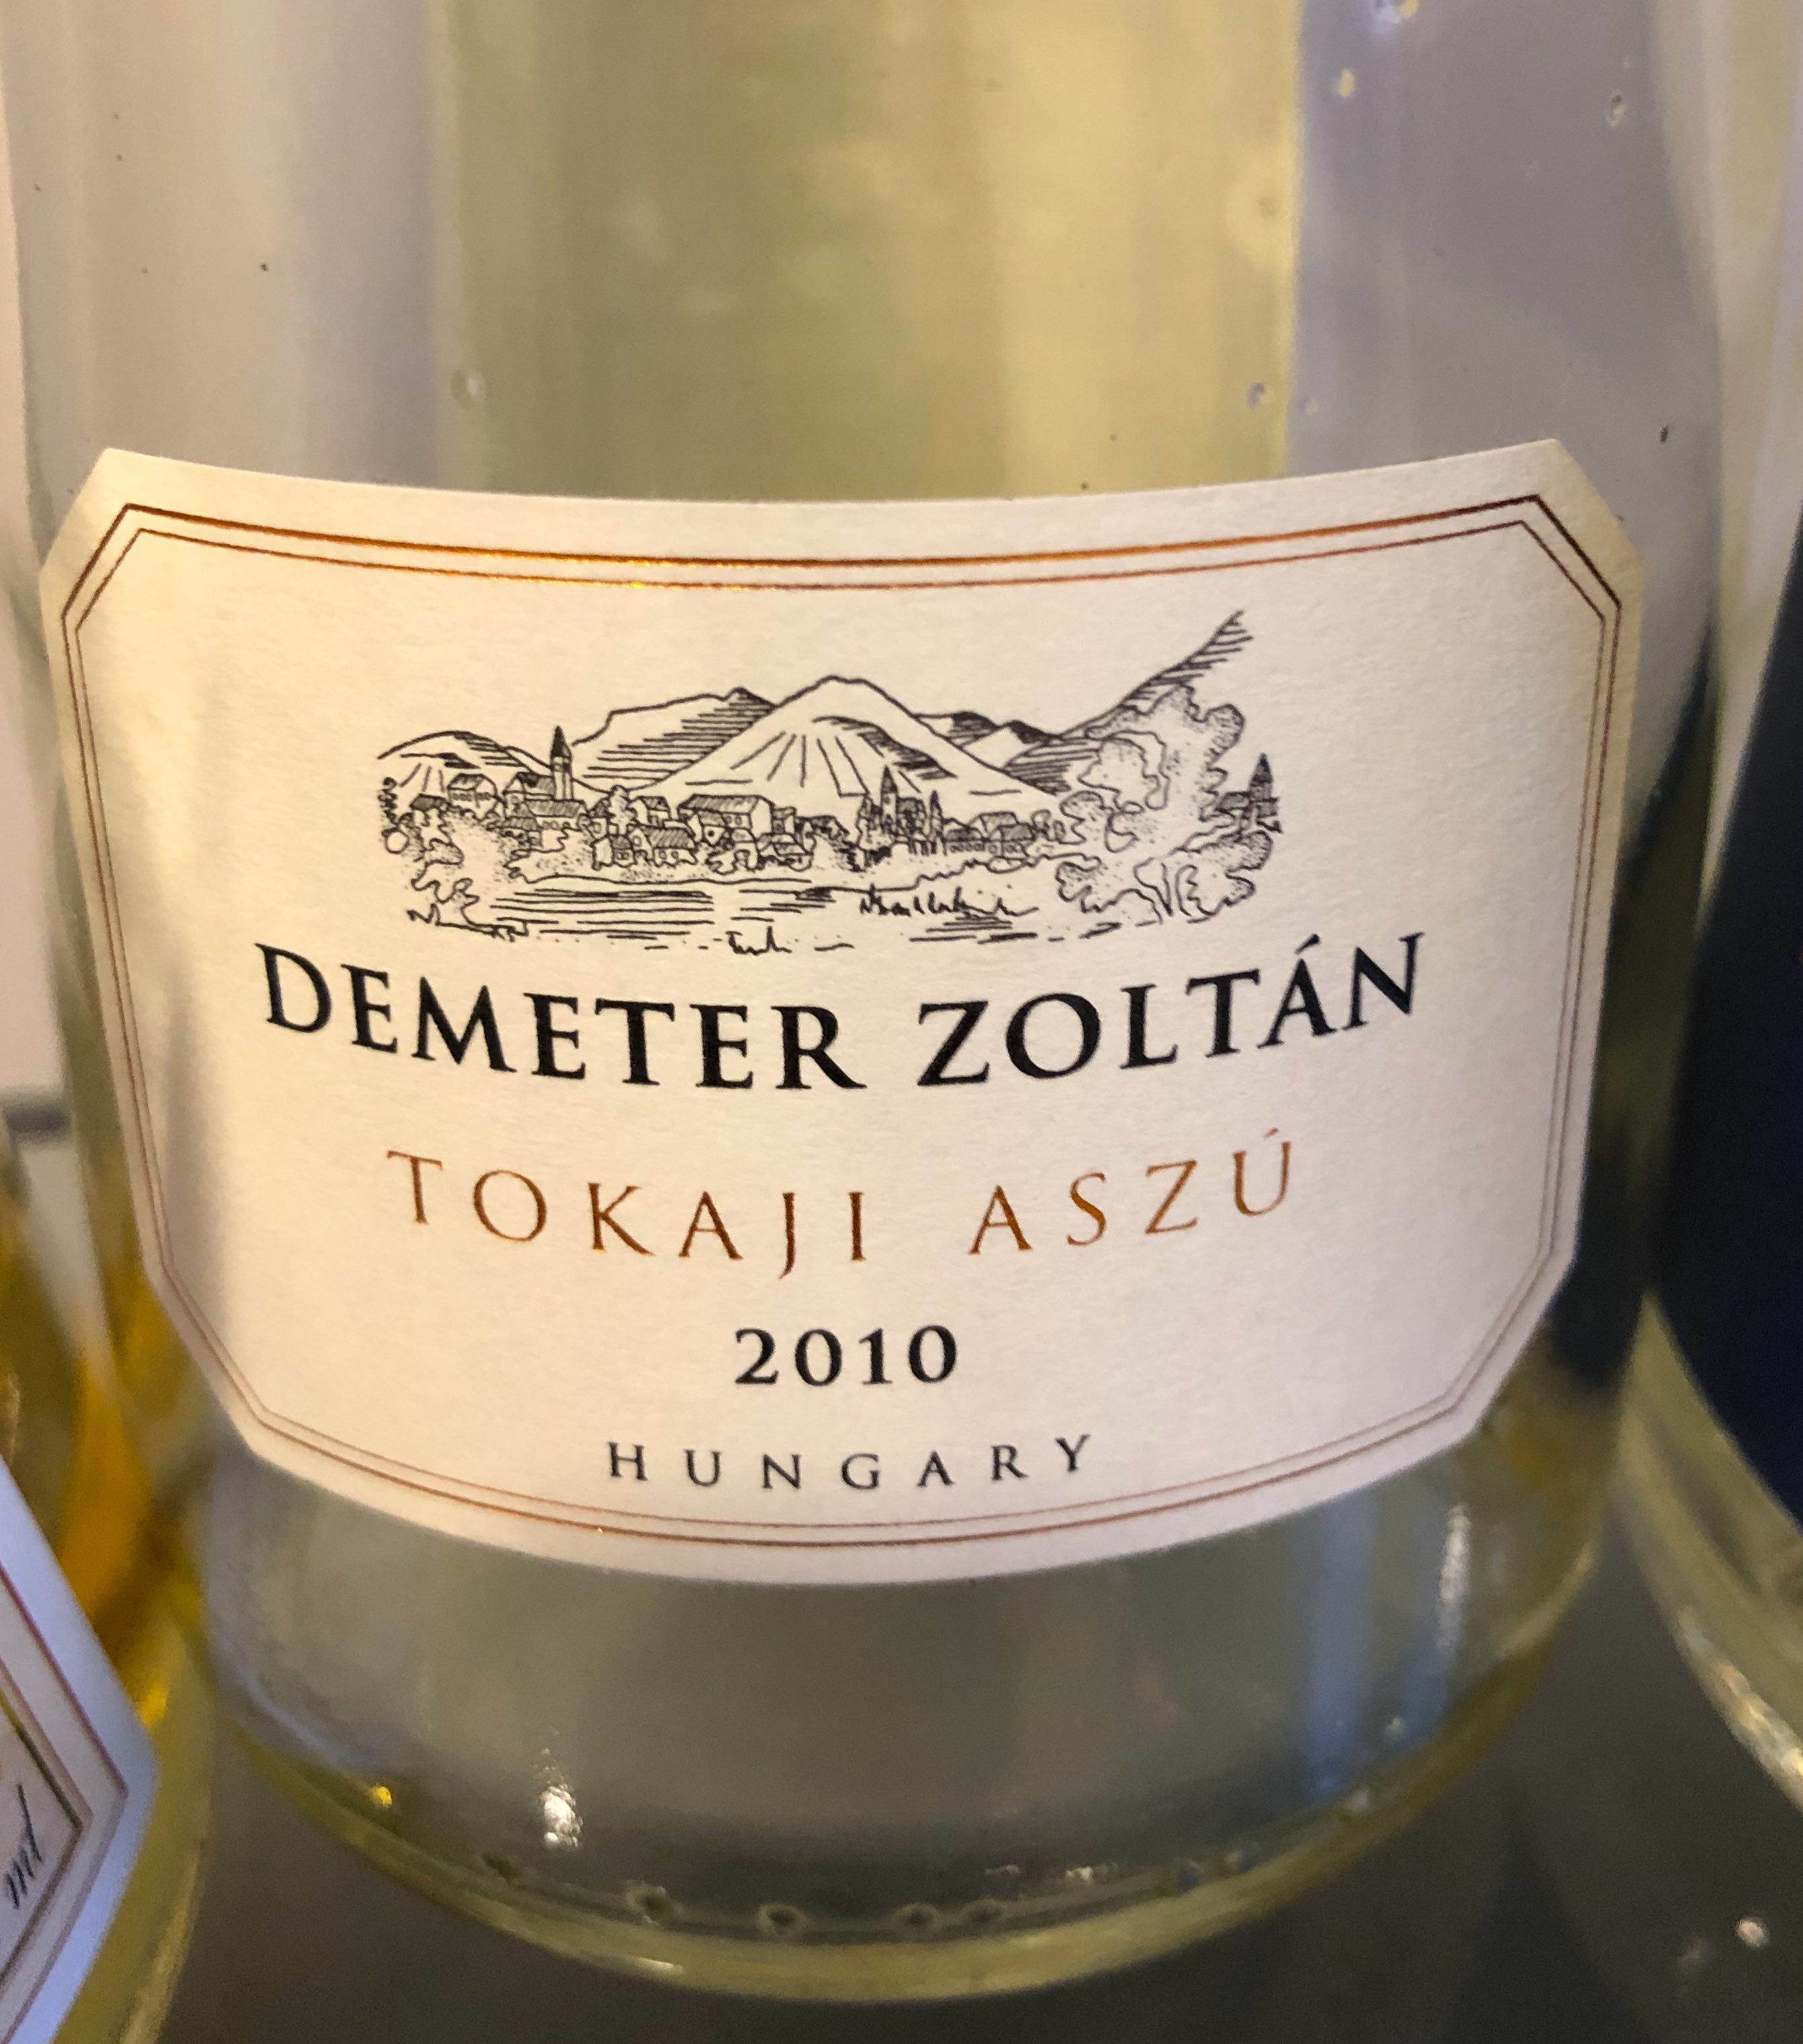 DEMETER ZOLTÁN
TOKAJI ASZÚ
2010
HUNGARY